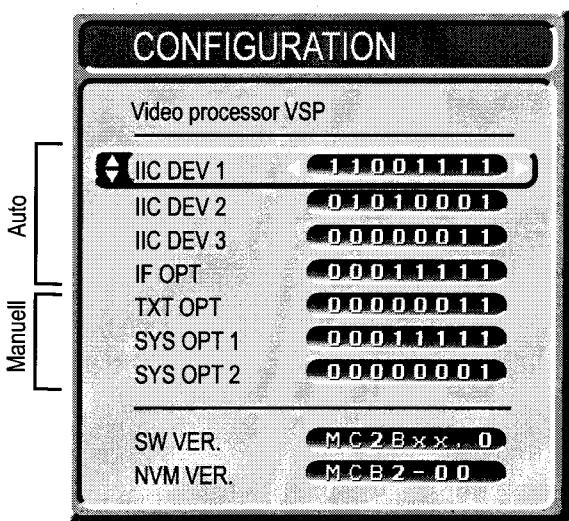 CONFIGURATION
Video processor VSP
Auto
IIC DEV 1 11001111
IIC DEV 2 01010001
IIC DEV 3 00000011
IF OPT 00011111
Manuell
TXT OPT 00000011
SYS OPT 1 00011111
SYS OPT 2 00000001
SW VER. MC2Bxx.0
NVM VER. MCB2-00